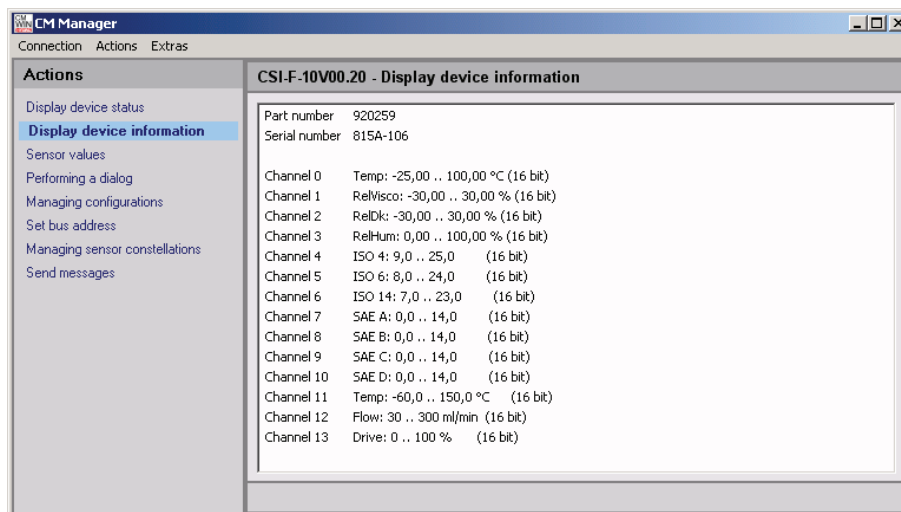 CM Manager
Connection Actions Extras
Actions
Display device status
Display device information
Sensor values
Performing a dialog
Managing configurations
Set bus address
Managing sensor constellations
Send messages
CSI-F-10V00.20 - Display device information
Part number 920259
Serial number 815A-106
Channel 0 Temp: -25,00 .. 100,00 °C (16 bit)
Channel 1 RelVisco: -30,00 .. 30,00 % (16 bit)
Channel 2 RelDk: -30,00 .. 30,00 % (16 bit)
Channel 3 RelHum: 0,00 .. 100,00 % (16 bit)
Channel 4 ISO 4: 9,0 .. 25,0 (16 bit)
Channel 5 ISO 6: 8,0 .. 24,0 (16 bit)
Channel 6 ISO 14: 7,0 .. 23,0 (16 bit)
Channel 7 SAE A: 0,0 .. 14,0 (16 bit)
Channel 8 SAE B: 0,0 .. 14,0 (16 bit)
Channel 9 SAE C: 0,0 .. 14,0 (16 bit)
Channel 10 SAE D: 0,0 .. 14,0 (16 bit)
Channel 11 Temp: -60,0 .. 150,0 °C (16 bit)
Channel 12 Flow: 30 .. 300 ml/min (16 bit)
Channel 13 Drive: 0 .. 100 % (16 bit)